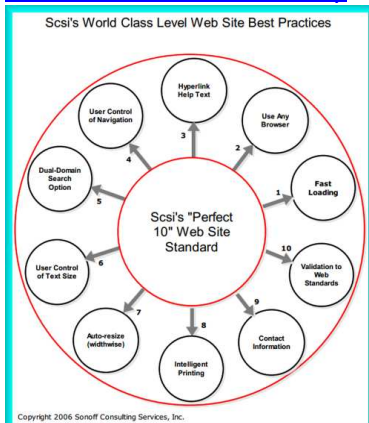 Scsi's World Class Level Web Site Best Practices
Hyperlink
Help Text
User Control
of Navigation
Use Any
Browser
3
4
2
Dual-Domain
Search
Option
5
1
Fast
Loading
Scsi's "Perfect
10" Web Site
Standard
User Control
of Text Size
6
10
Validation to
Web
Standards
7
9
8
Auto-resize
(widthwise)
Contact
Information
Intelligent
Printing
Copyright 2006 Sonoff Consulting Services, Inc.